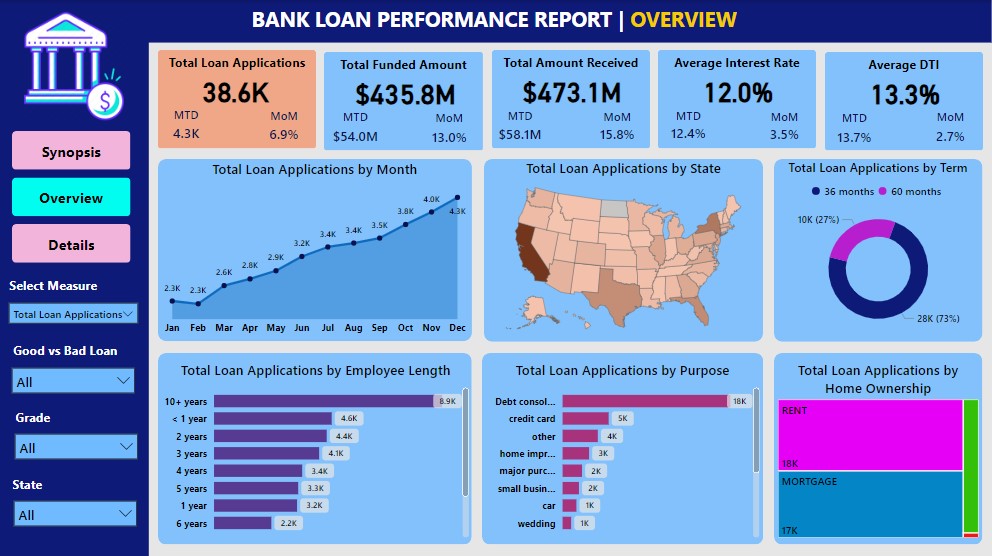 BANK LOAN PERFORMANCE REPORT | OVERVIEW
$
Synopsis
Overview
Details
Select Measure
Total Loan Applications
Good vs Bad Loan
All
Grade
All
State
All
Total Loan Applications
38.6K
MTD MoM
4.3K 6.9%
Total Funded Amount
$435.8M
MTD MoM
$54.0M 13.0%
Total Amount Received
$473.1M
MTD MoM
$58.1M 15.8%
Average Interest Rate
12.0%
MTD MoM
12.4% 3.5%
Average DTI
13.3%
MTD MoM
13.7% 2.7%
Total Loan Applications by Month
2.3K 2.3K 2.6K 2.8K 2.9K 3.2K 3.4K 3.4K 3.5K 3.8K 4.0K 4.3K
Jan Feb Mar Apr May Jun Jul Aug Sep Oct Nov Dec
Total Loan Applications by State
Total Loan Applications by Term
36 months 60 months
10K (27%)
28K (73%)
Total Loan Applications by Employee Length
10+ years 8.9K
< 1 year 4.6K
2 years 4.4K
3 years 4.1K
4 years 3.4K
5 years 3.3K
1 year 3.2K
6 years 2.2K
Total Loan Applications by Purpose
Debt consol... 18K
credit card 5K
other 4K
home impr... 3K
major purc... 2K
small busin... 2K
car 1K
wedding 1K
Total Loan Applications by
Home Ownership
RENT
18K
MORTGAGE
17K